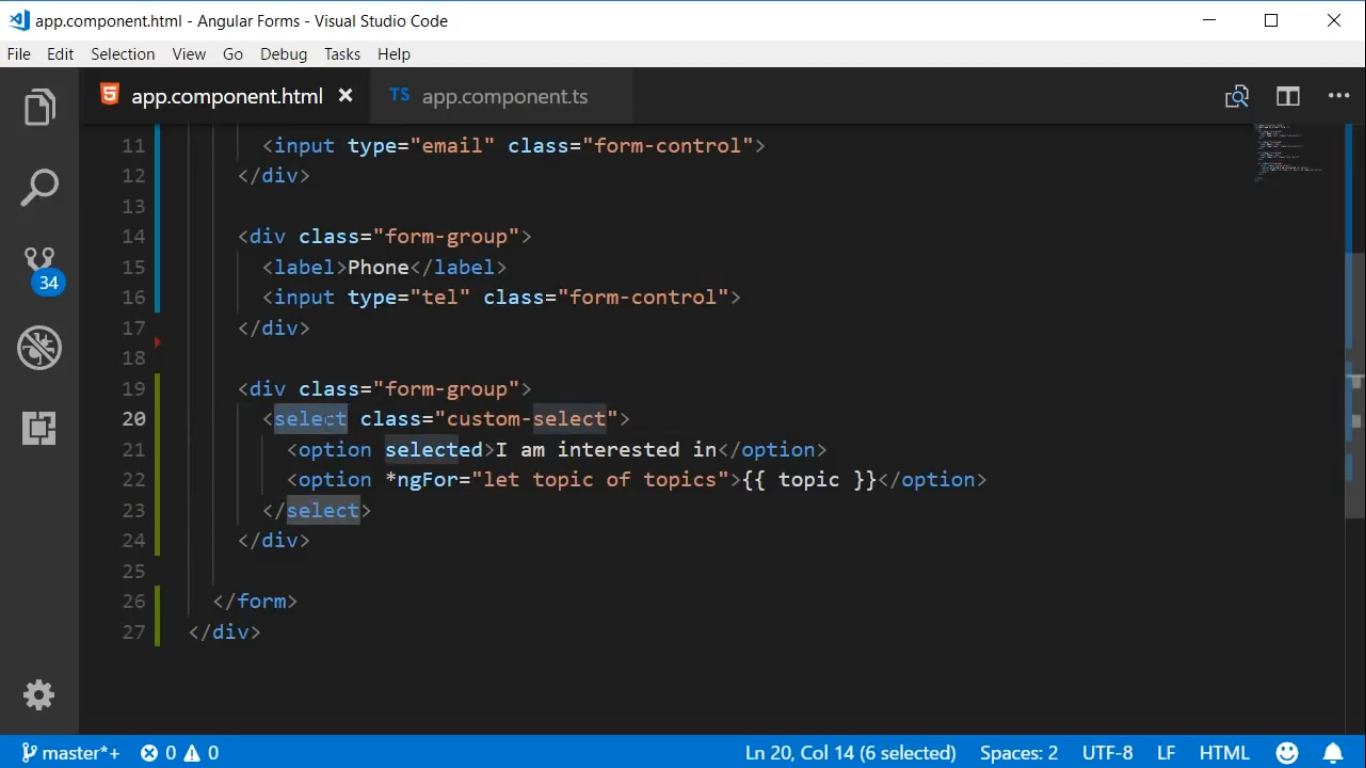 app.component.html - Angular Forms - Visual Studio Code
File Edit Selection View Go Debug Tasks Help
app.component.html TS app.component.ts
11 <input type="email" class="form-control">
12 </div>
13
14 <div class="form-group">
15 <label>Phone</label>
16 <input type="tel" class="form-control">
17 </div>
18
19 <div class="form-group">
20 <select class="custom-select">
21 <option selected>I am interested in</option>
22 <option *ngFor="let topic of topics">{{ topic }}</option>
23 </select>
24 </div>
25
26 </form>
27 </div>
34
master*+ 0 0 Ln 20, Col 14 (6 selected) Spaces: 2 UTF-8 LF HTML